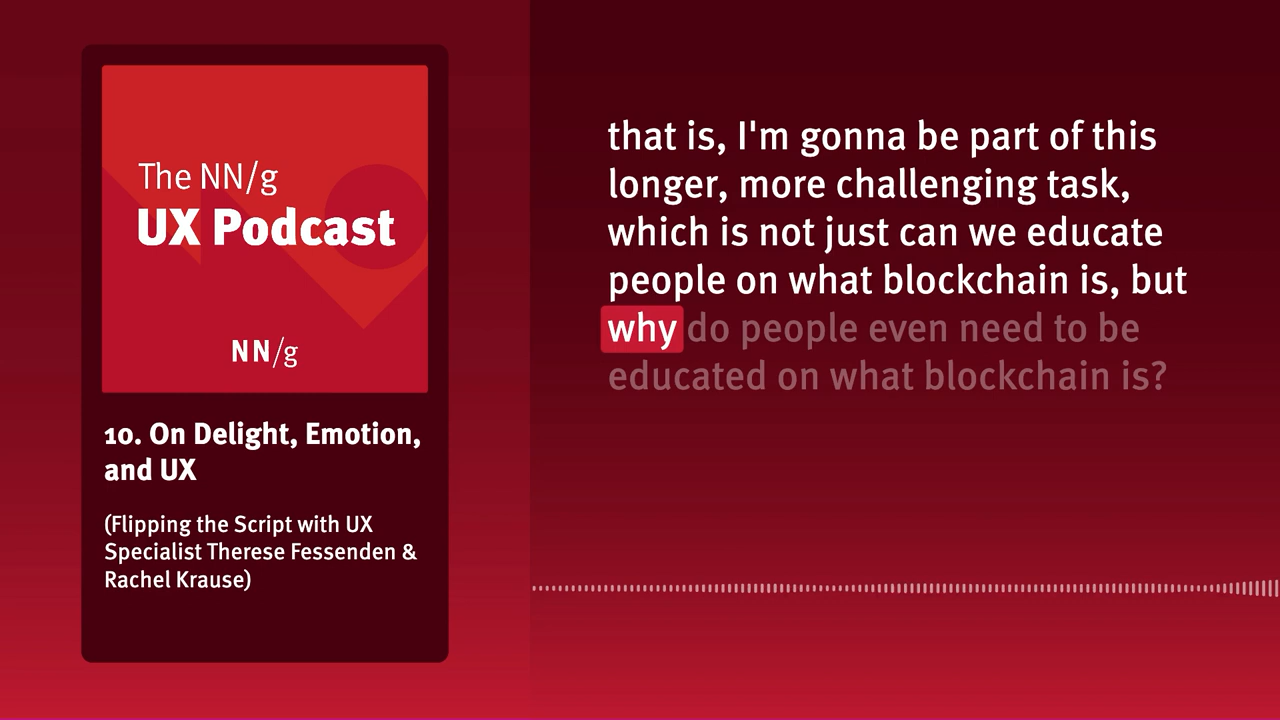 The NN/g
UX Podcast
NN/g
10. On Delight, Emotion,
and UX
(Flipping the Script with UX
Specialist Therese Fessenden &
Rachel Krause)
that is, I'm gonna be part of this
longer, more challenging task,
which is not just can we educate
people on what blockchain is, but
why do people even need to be
educated on what blockchain is?